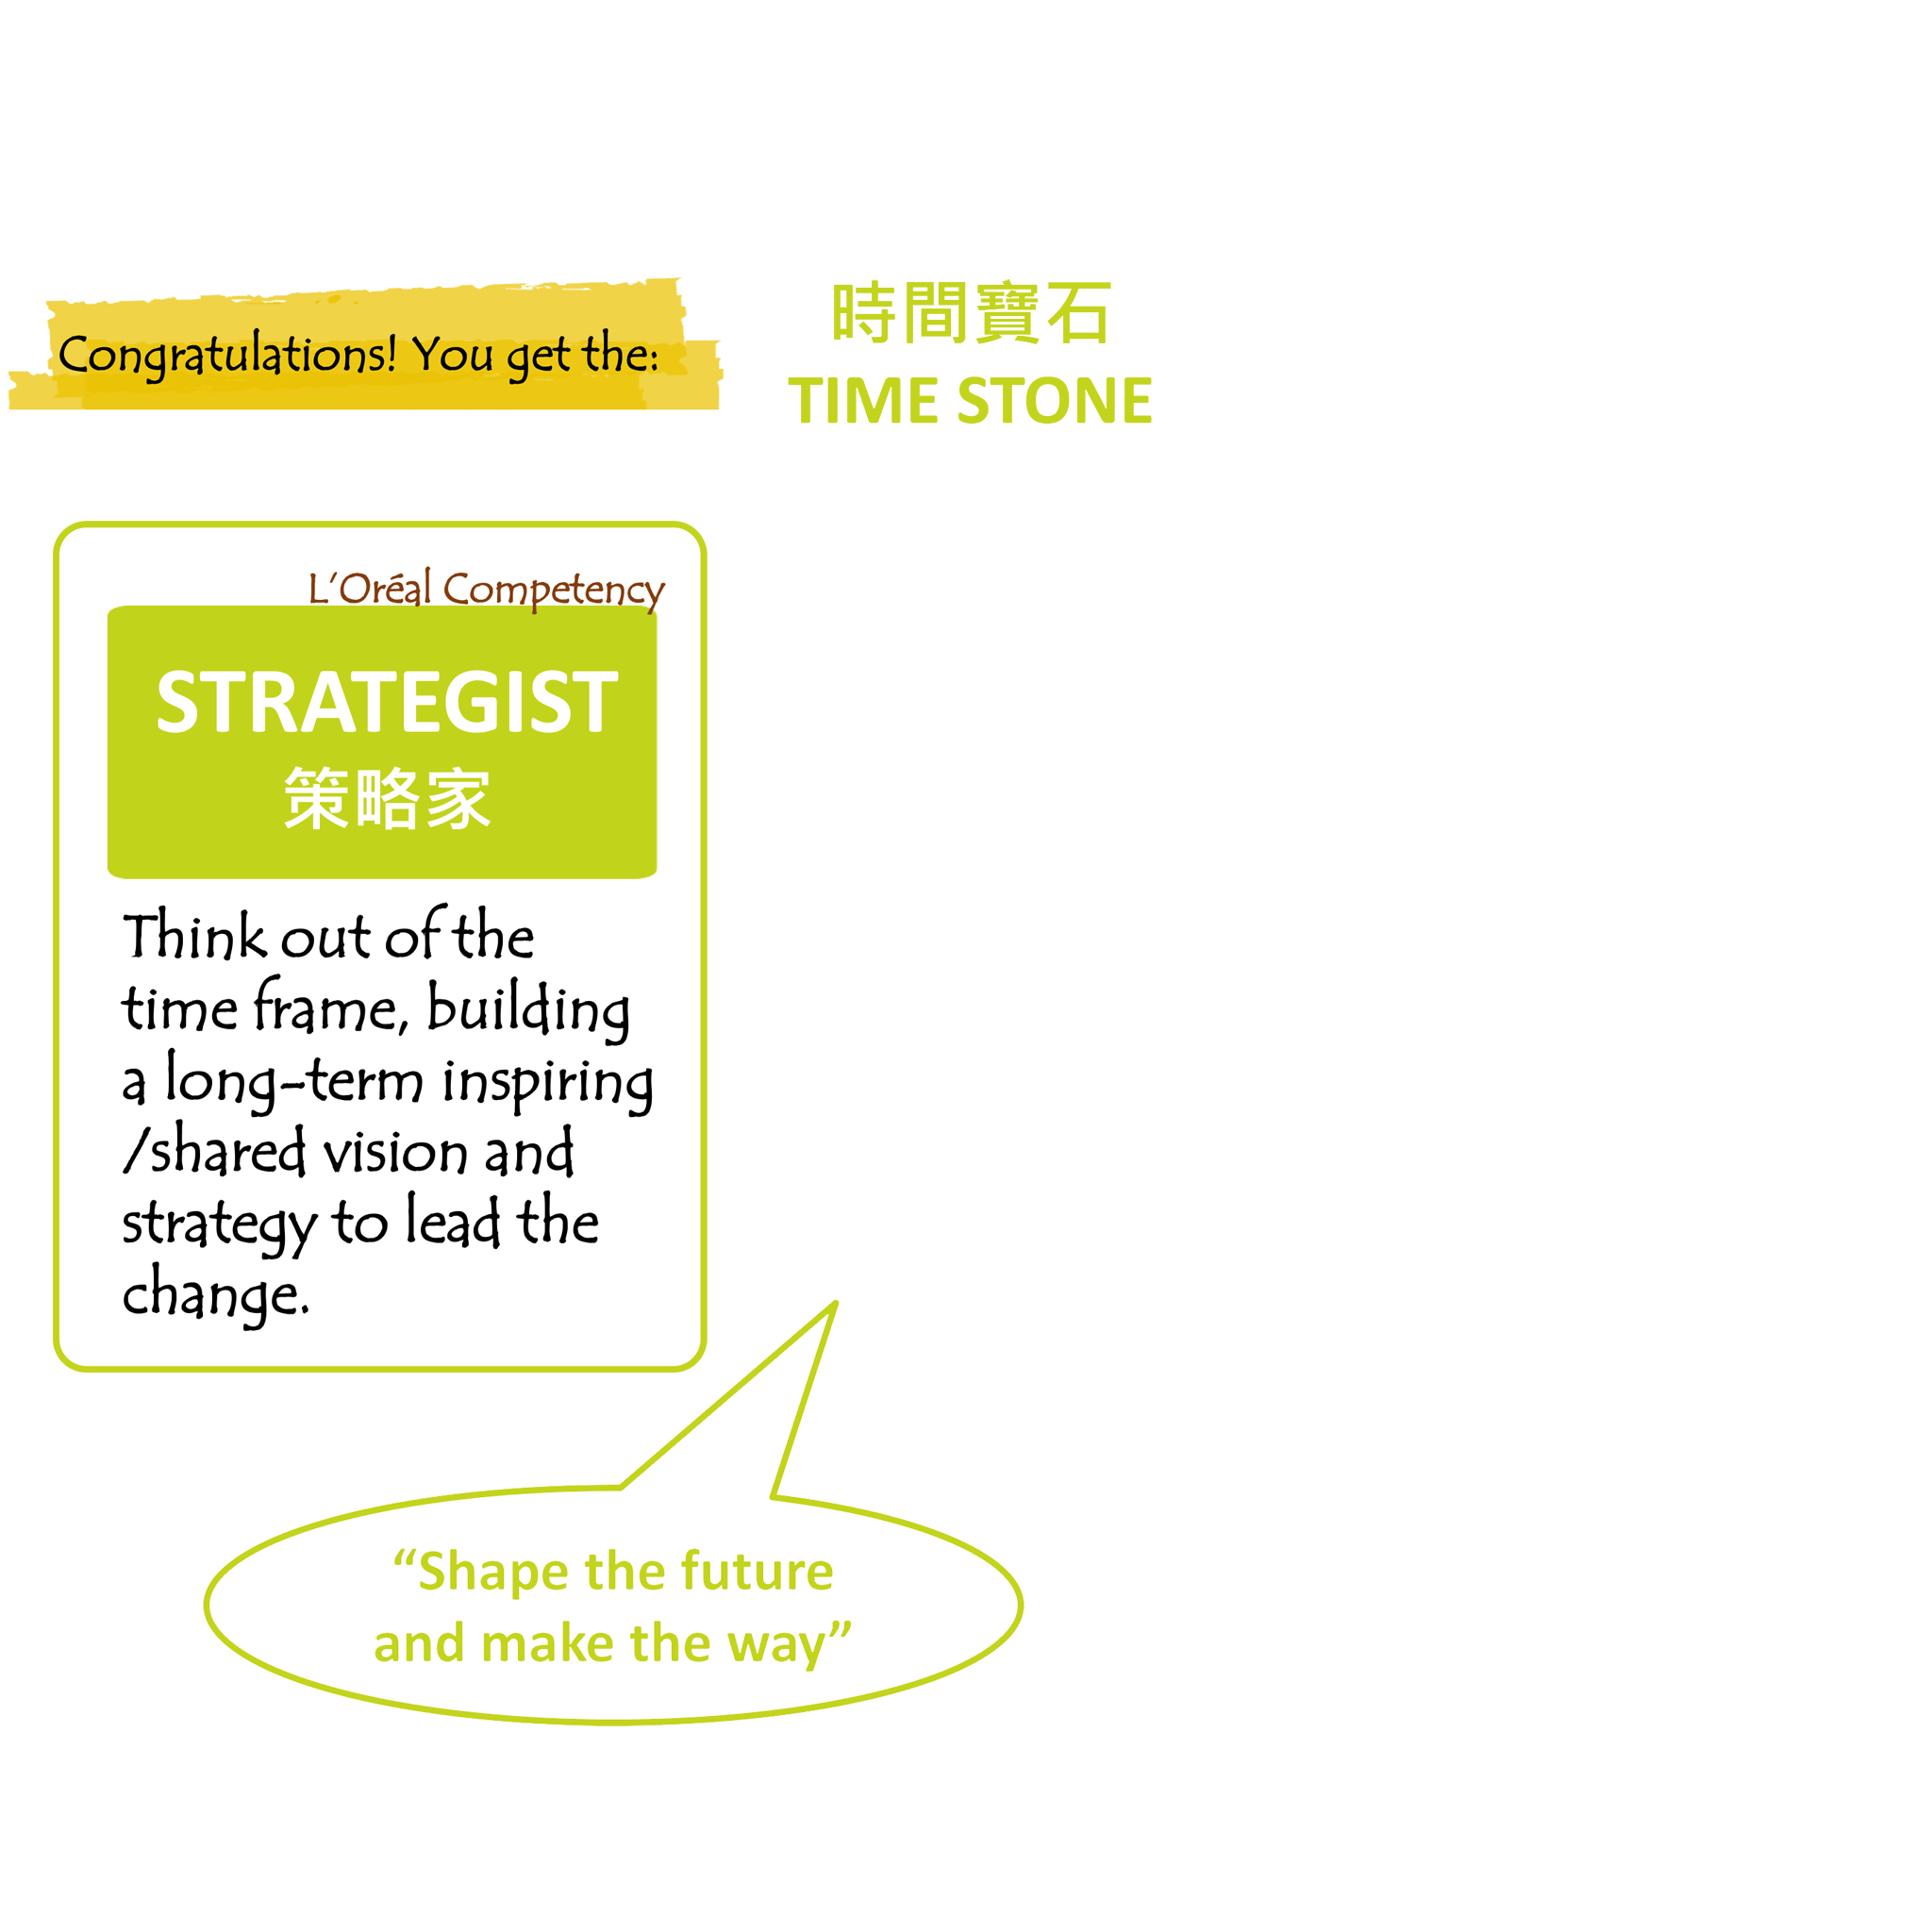 Congratulations! You get the:
時間寶石
TIME STONE
L'Oréal Competency
STRATEGIST
策略家
Think out of the
time frame, building
a long-term inspiring
/shared vision and
strategy to lead the
change.
“Shape the future
and make the way”